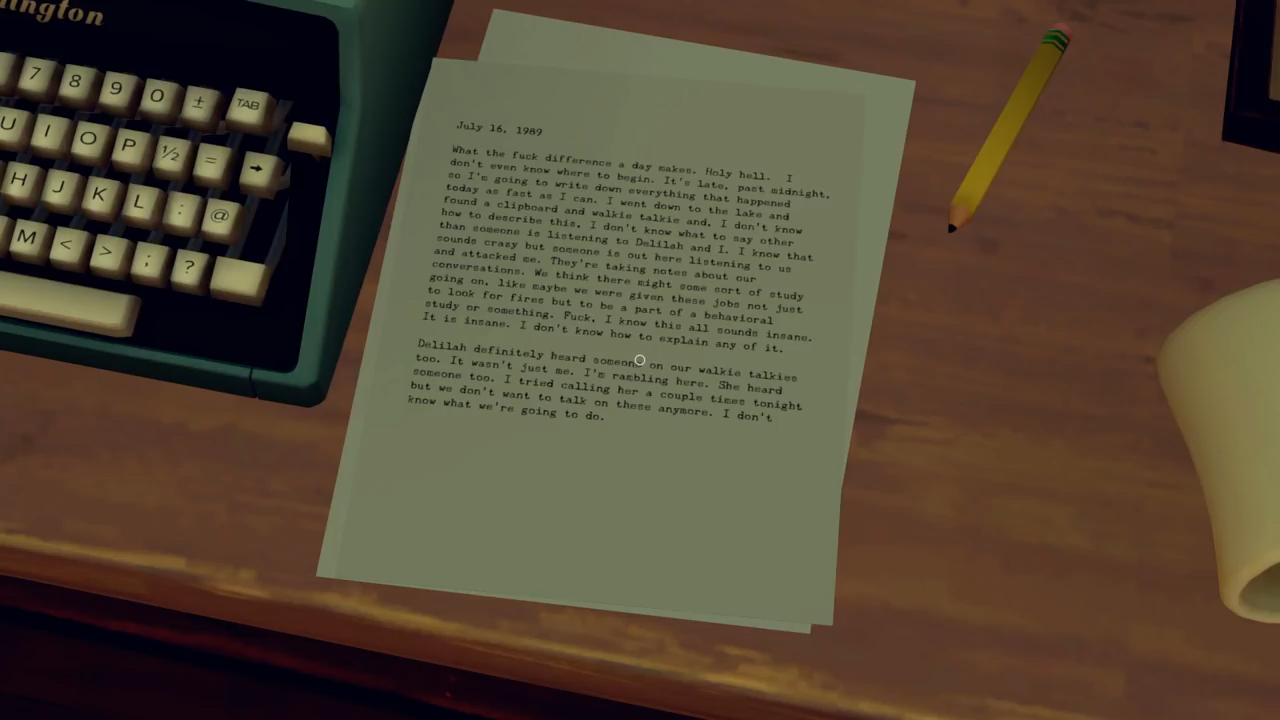 ington
7 8 9 0 ± TAB
U I O P ½ = →
H J K L : @
M < > ; ?
July 16, 1989
What the fuck difference a day makes. Holy hell. I
don't even know where to begin. It's late, past midnight,
so I'm going to write down everything that happened
today as fast as I can. I went down to the lake and
found a clipboard and walkie talkie and, I don't know
how to describe this, I don't know what to say other
than someone is listening to Delilah and I. I know that
sounds crazy but someone is out here listening to us
and attacked me. They're taking notes about our
conversations. We think there might some sort of study
going on, like maybe we were given these jobs not just
to look for fires but to be a part of a behavioral
study or something. Fuck, I know this all sounds insane.
It is insane. I don't know how to explain any of it.
Delilah definitely heard someone on our walkie talkies
too. It wasn't just me. I'm rambling here. She heard
someone too. I tried calling her a couple times tonight
but we don't want to talk on these anymore. I don't
know what we're going to do.